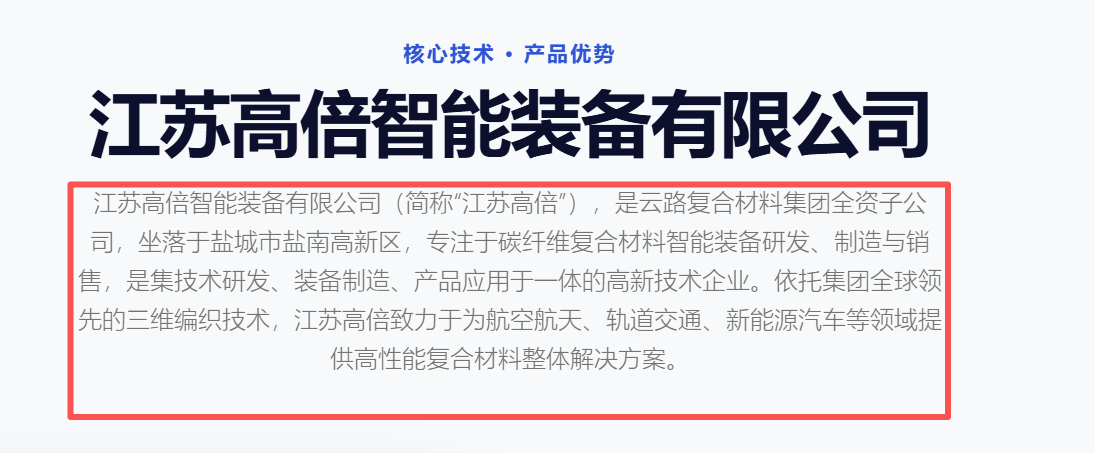 核心技术 · 产品优势
江苏高倍智能装备有限公司
江苏高倍智能装备有限公司（简称“江苏高倍”），是云路复合材料集团全资子公
司，坐落于盐城市盐南高新区，专注于碳纤维复合材料智能装备研发、制造与销
售，是集技术研发、装备制造、产品应用于一体的高新技术企业。依托集团全球领
先的三维编织技术，江苏高倍致力于为航空航天、轨道交通、新能源汽车等领域提
供高性能复合材料整体解决方案。